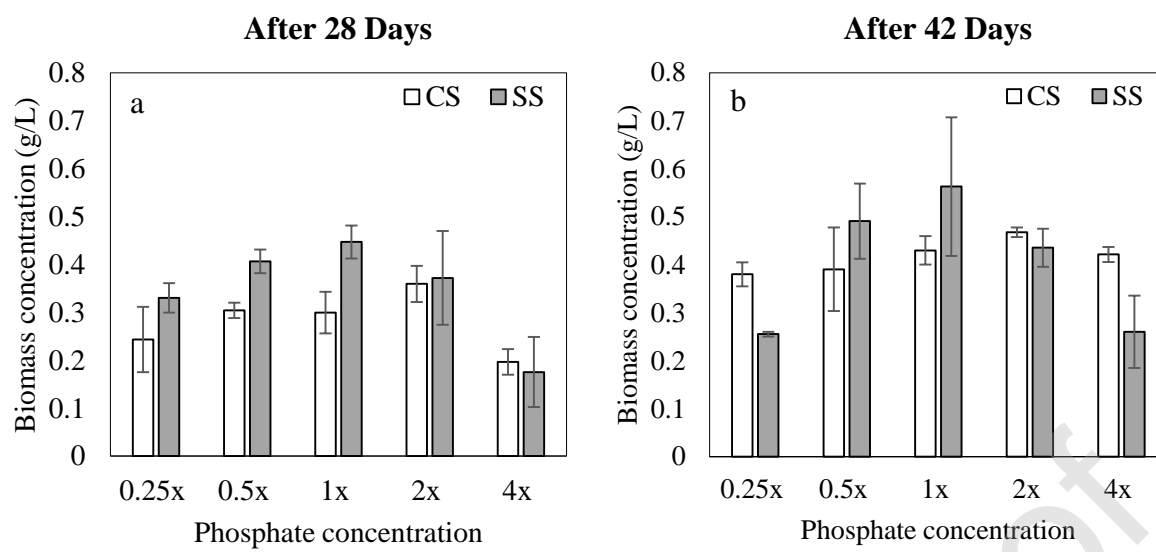 After 28 Days
After 42 Days
a
CS
SS
0.8
0.7
0.6
0.5
0.4
0.3
0.2
0.1
0
Biomass concentration (g/L)
0.25x 0.5x 1x 2x 4x
Phosphate concentration
b
CS
SS
0.8
0.7
0.6
0.5
0.4
0.3
0.2
0.1
0
Biomass concentration (g/L)
0.25x 0.5x 1x 2x 4x
Phosphate concentration